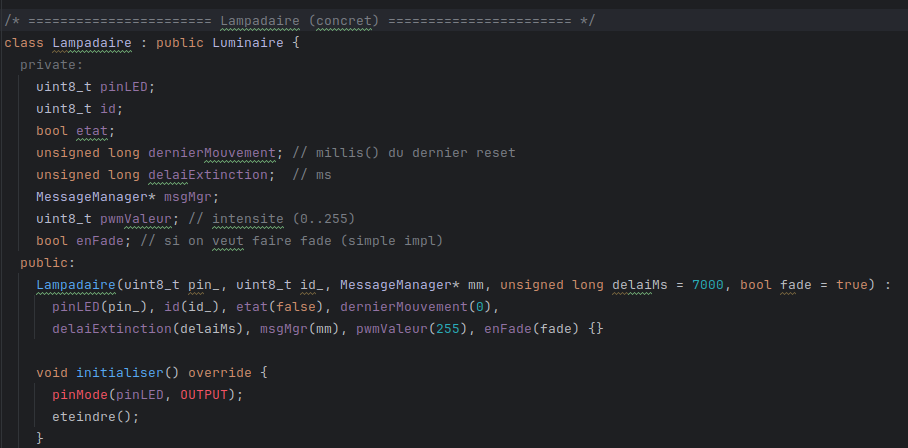 /* ======================= Lampadaire (concret) ======================= */
class Lampadaire : public Luminaire {
private:
uint8_t pinLED;
uint8_t id;
bool etat;
unsigned long dernierMouvement; // millis() du dernier reset
unsigned long delaiExtinction;  // ms
MessageManager* msgMgr;
uint8_t pwmValeur; // intensite (0..255)
bool enFade; // si on veut faire fade (simple impl)
public:
Lampadaire(uint8_t pin_, uint8_t id_, MessageManager* mm, unsigned long delaiMs = 7000, bool fade = true) :
pinLED(pin_), id(id_), etat(false), dernierMouvement(0),
delaiExtinction(delaiMs), msgMgr(mm), pwmValeur(255), enFade(fade) {}
void initialiser() override {
pinMode(pinLED, OUTPUT);
eteindre();
}